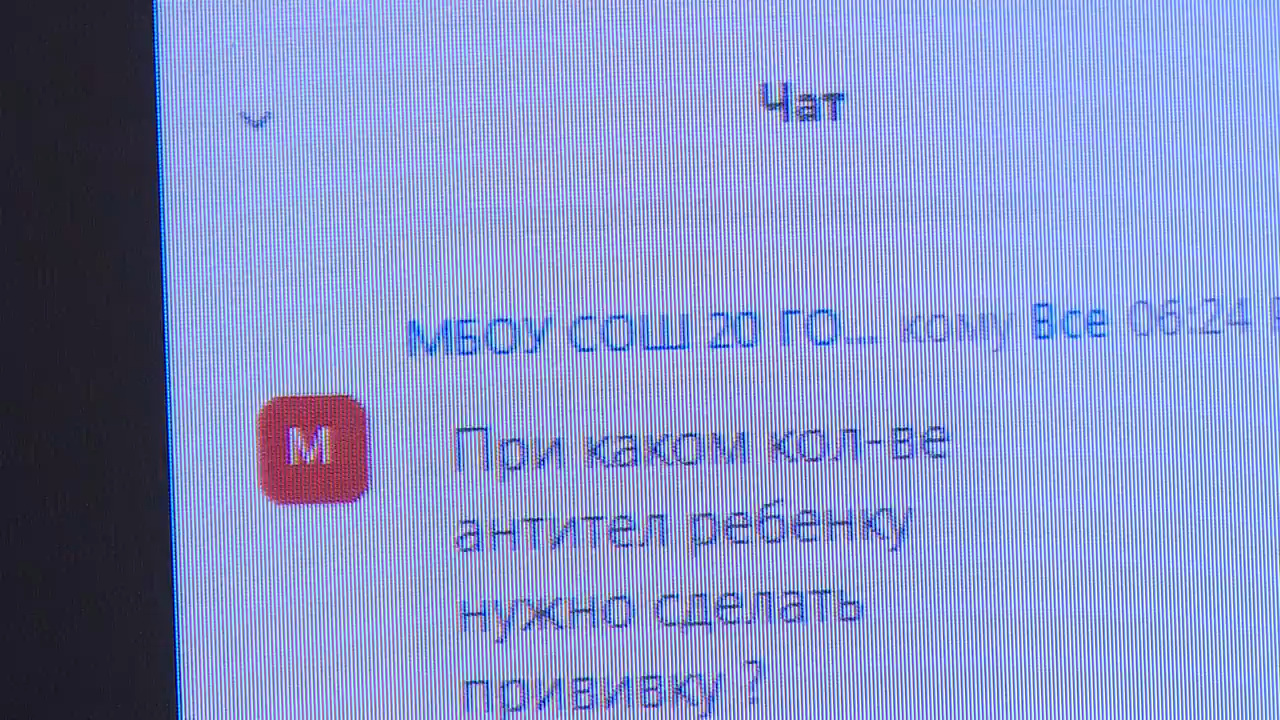 Чат
МБОУ СОШ 20 ГО... кому Все 06:24
М
При каком кол-ве
антител ребенку
нужно сделать
прививку ?